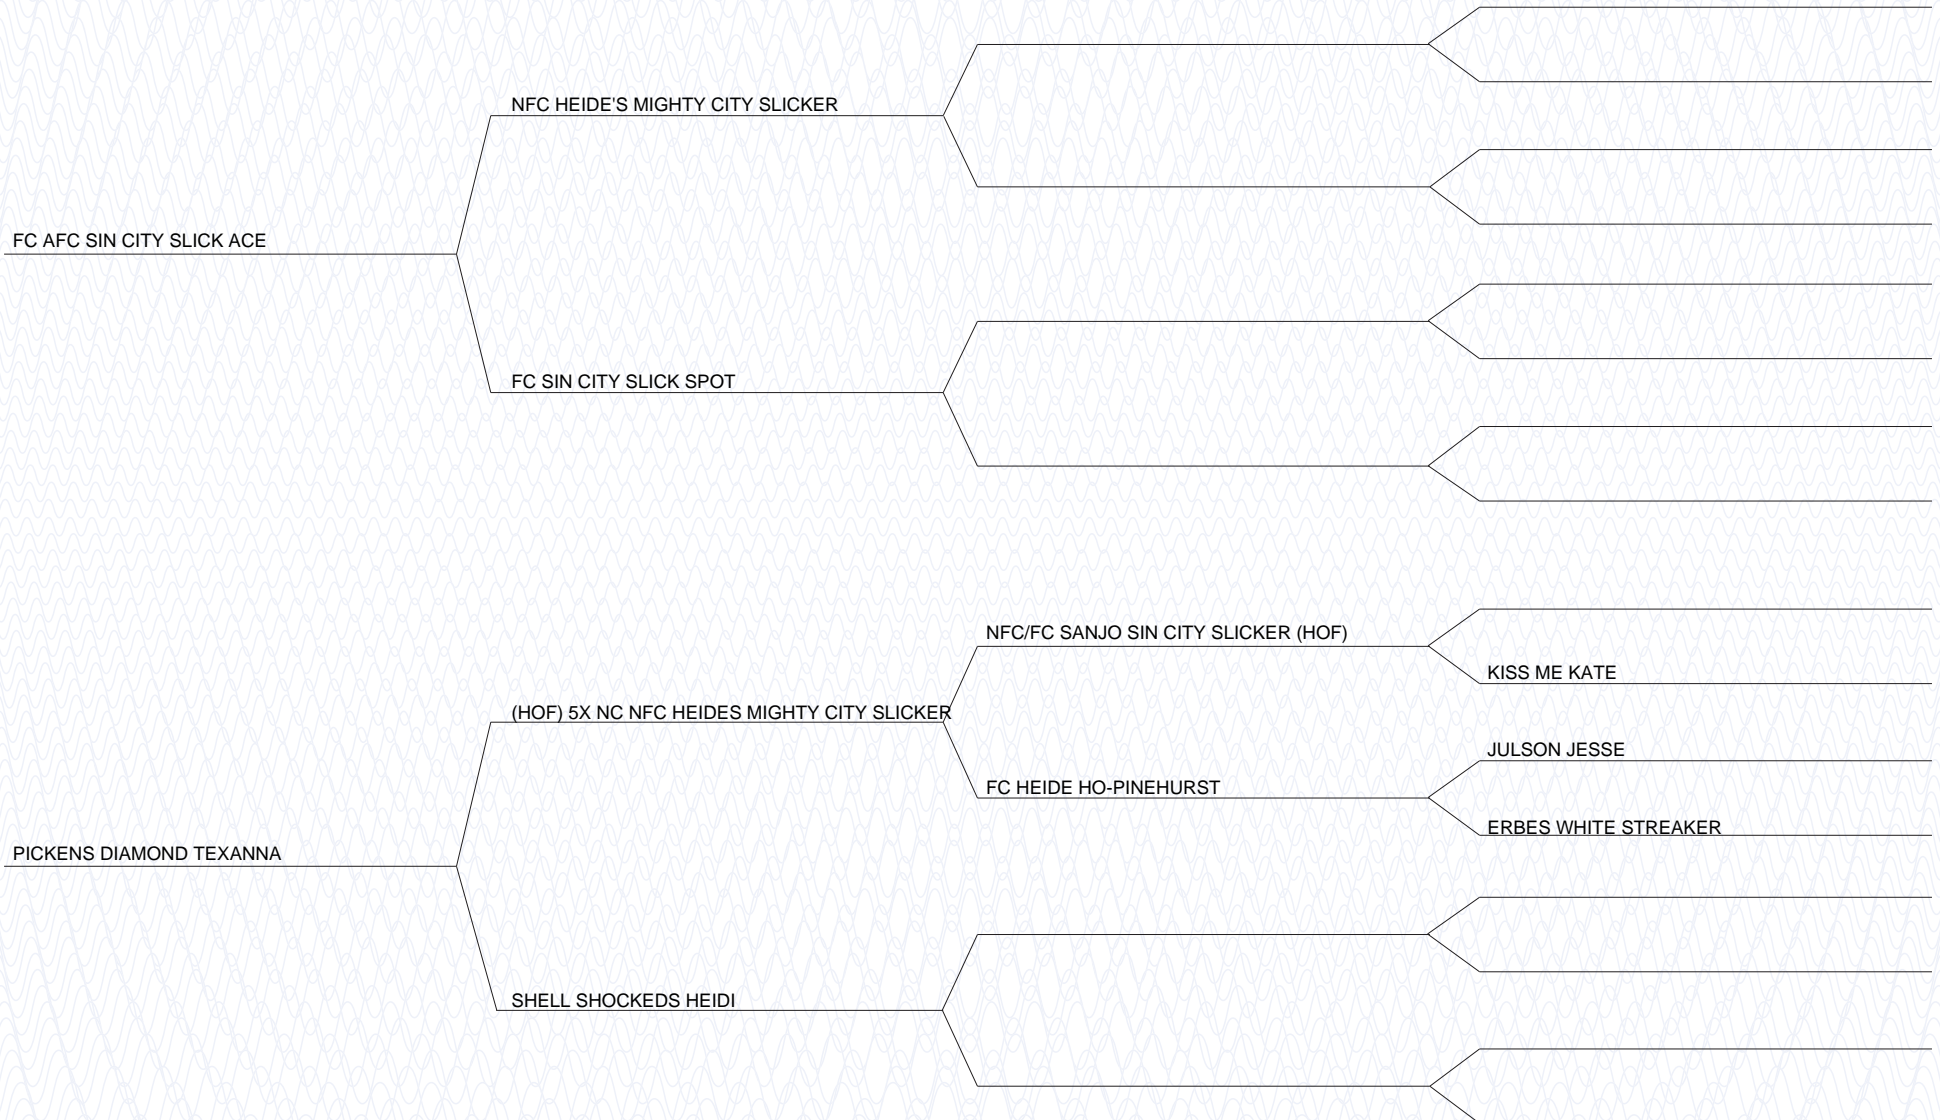 NFC HEIDE'S MIGHTY CITY SLICKER
FC AFC SIN CITY SLICK ACE
FC SIN CITY SLICK SPOT
NFC/FC SANJO SIN CITY SLICKER (HOF)
KISS ME KATE
(HOF) 5X NC NFC HEIDES MIGHTY CITY SLICKER
JULSON JESSE
FC HEIDE HO-PINEHURST
ERBES WHITE STREAKER
PICKENS DIAMOND TEXANNA
SHELL SHOCKEDS HEIDI